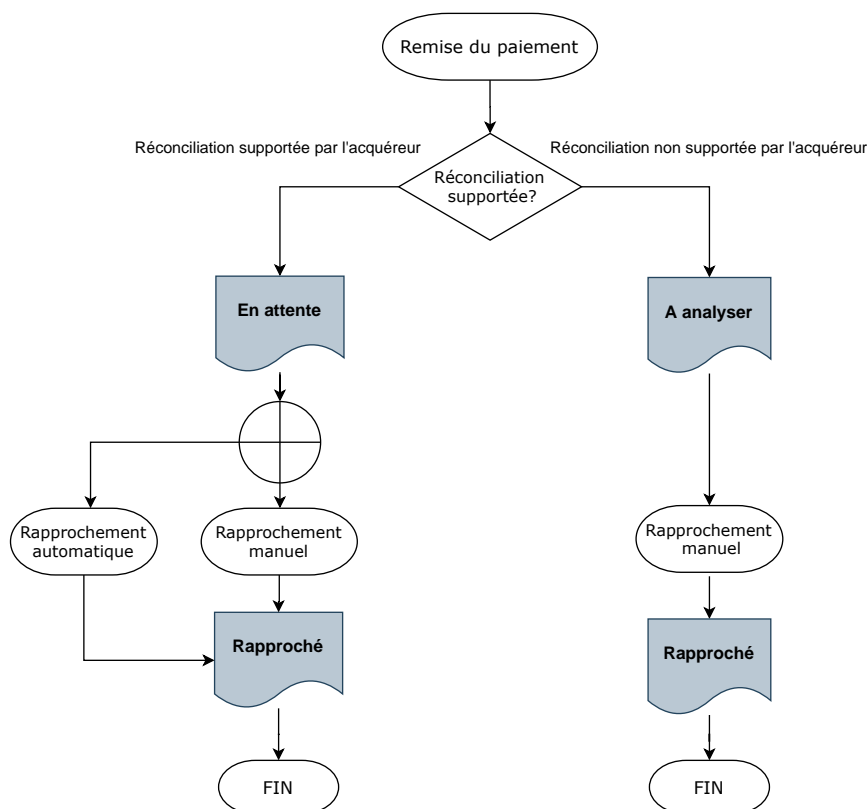 Remise du paiement
Réconciliation supportée par l'acquéreur
Réconciliation non supportée par l'acquéreur
Réconciliation
supportée?
En attente
A analyser
Rapprochement
automatique
Rapprochement
manuel
Rapprochement
manuel
Rapproché
Rapproché
FIN
FIN